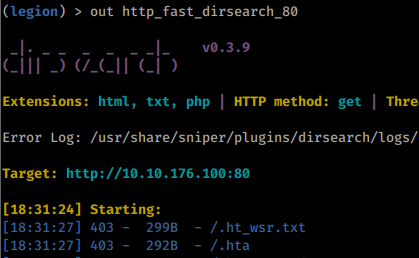 (legion) > out http_fast_dirsearch_80
_|. _ _  _  _  _ _|_    v0.3.9
(_||| _) (/_(_|| (_| )
Extensions: html, txt, php | HTTP method: get | Thre
Error Log: /usr/share/sniper/plugins/dirsearch/logs/
Target: http://10.10.176.100:80
[18:31:24] Starting:
[18:31:27] 403 -  299B  - /.ht_wsr.txt
[18:31:27] 403 -  292B  - /.hta